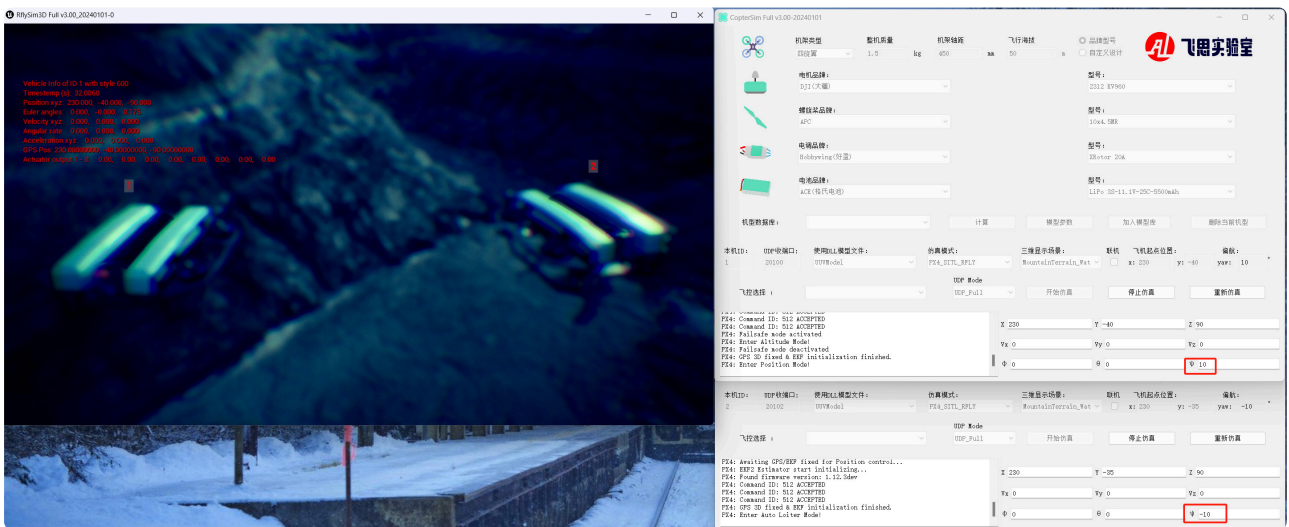 RflySim3D Full v3.00_20240101-0
Vehicle Info of ID:1 with style 600
Timestamp (s): 32.0000
Position xyz: 230.000, -40.000, -90.000
Euler angles: 0.000, -0.000, 0.175
Velocity xyz: 0.000, 0.000, 0.000
Angular rate: 0.000, 0.000, 0.000
Acceleration xyz: 0.000, 0.000, 0.000
1
2
CopterSim Full v3.00-20240101
机架类型
整机质量
机架轴距
飞行海拔
品牌型号
四旋翼
1.5
kg
450
mm
50
m
自定义设计
飞思实验室
电机品牌:
型号:
DJI(大疆)
2312 KV960
螺旋桨品牌:
型号:
APC
10x4.5MR
电调品牌:
型号:
Hobbywing(好盈)
XRotor 20A
电池品牌:
型号:
ACE(格氏电池)
LiPo 3S-11.1V-25C-5500mAh
机型数据库:
计算
模型参数
加入模型库
删除当前机型
本机ID:
UDP收端口:
使用DLL模型文件:
仿真模式:
三维显示场景:
联机
飞机起点位置:
偏航:
1
20100
UUVModel
PX4_SITL_RFLY
MountainTerrain_Wat
x: 230
y: -40
yaw: 10
UDP Mode
飞控选择 :
UDP_Full
开始仿真
停止仿真
重新仿真
PX4: Command ID: 512 ACCEPTED
PX4: Command ID: 512 ACCEPTED
PX4: Command ID: 512 ACCEPTED
PX4: Failsafe mode activated
PX4: Enter Altitude Mode!
PX4: Failsafe mode deactivated
PX4: GPS 3D fixed & EKF initialization finished.
PX4: Enter Position Mode!
X 230
Y -40
Z 90
Vx 0
Vy 0
Vz 0
Φ 0
θ 0
Ψ 10
本机ID:
UDP收端口:
使用DLL模型文件:
仿真模式:
三维显示场景:
联机
飞机起点位置:
偏航:
2
20102
UUVModel
PX4_SITL_RFLY
MountainTerrain_Wat
x: 230
y: -35
yaw: -10
UDP Mode
飞控选择 :
UDP_Full
开始仿真
停止仿真
重新仿真
PX4: Awaiting GPS/EKF fixed for Position control...
PX4: EKF2 Estimator start initializing...
PX4: Found firmware version: 1.12.3dev
PX4: Command ID: 512 ACCEPTED
PX4: Command ID: 512 ACCEPTED
PX4: Command ID: 512 ACCEPTED
PX4: GPS 3D fixed & EKF initialization finished.
PX4: Enter Auto Loiter Mode!
X 230
Y -35
Z 90
Vx 0
Vy 0
Vz 0
Φ 0
θ 0
Ψ -10